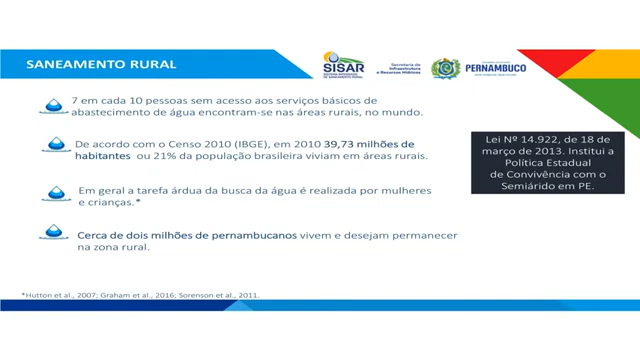 SANEAMENTO RURAL
SISAR
Secretaria de
Infraestrutura
e Recursos Hídricos
PERNAMBUCO
7 em cada 10 pessoas sem acesso aos serviços básicos de
abastecimento de água encontram-se nas áreas rurais, no mundo.
De acordo com o Censo 2010 (IBGE), em 2010 39,73 milhões de
habitantes ou 21% da população brasileira viviam em áreas rurais.
Em geral a tarefa árdua da busca da água é realizada por mulheres
e crianças.*
Cerca de dois milhões de pernambucanos vivem e desejam permanecer
na zona rural.
Lei Nº 14.922, de 18 de
março de 2013. Institui a
Política Estadual
de Convivência com o
Semiárido em PE.
*Hutton et al., 2007; Graham et al., 2016; Sorenson et al., 2011.